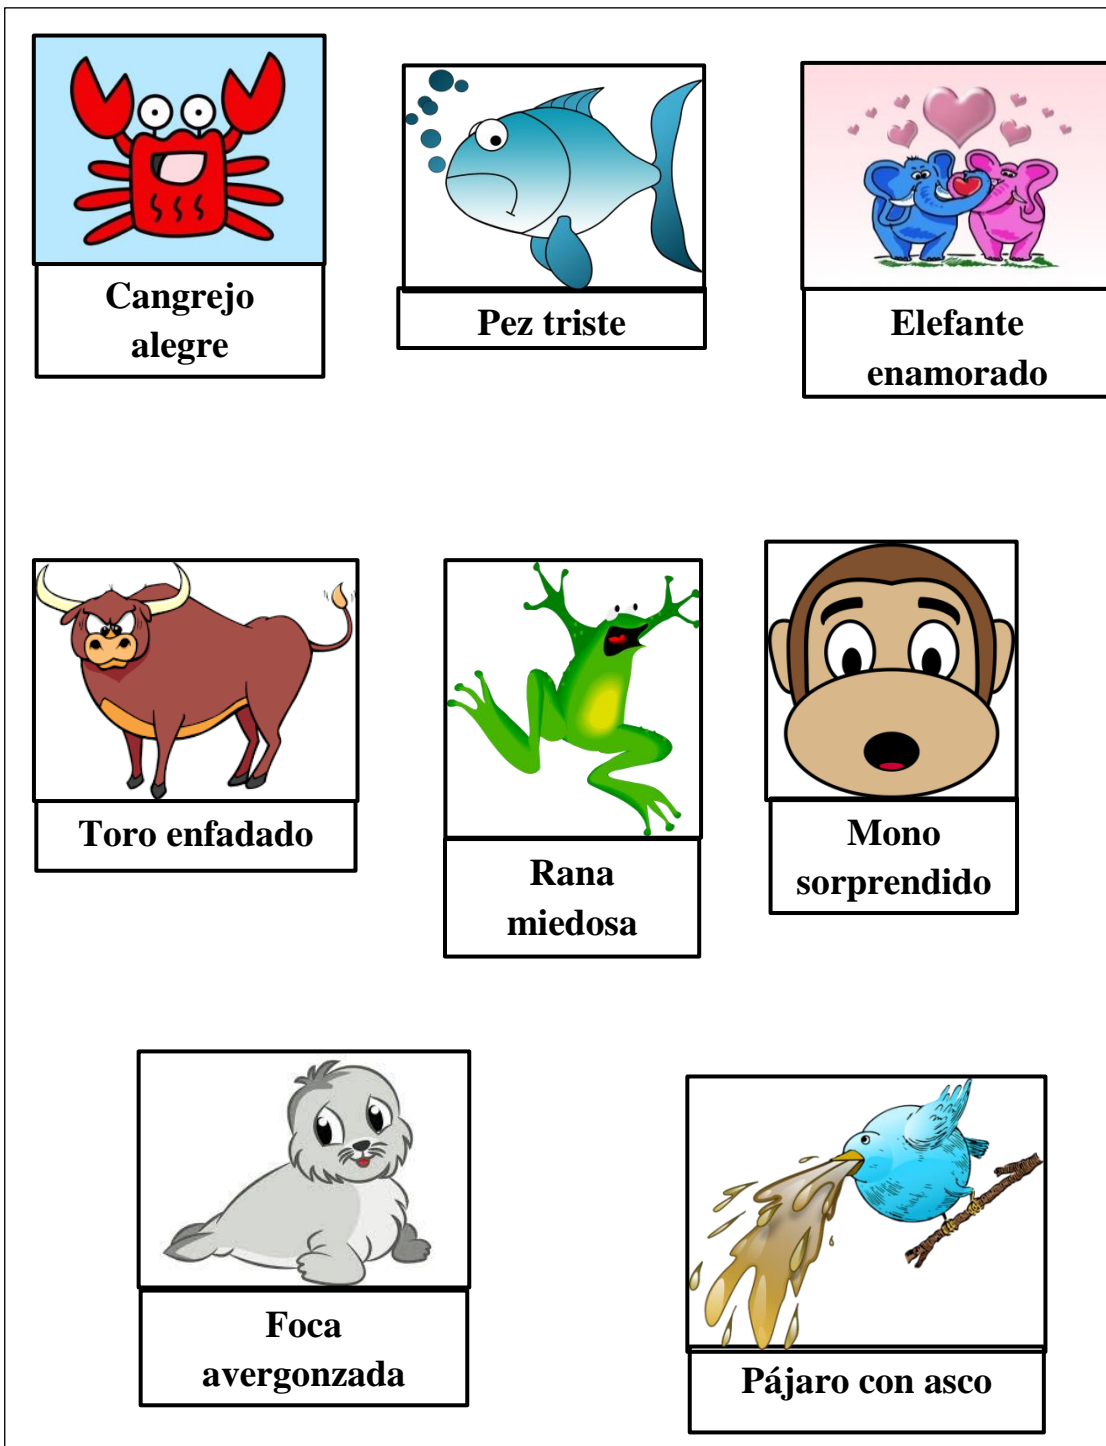 Cangrejo
alegre
Pez triste
Elefante
enamorado
Toro enfadado
Rana
miedosa
Mono
sorprendido
Foca
avergonzada
Pájaro con asco